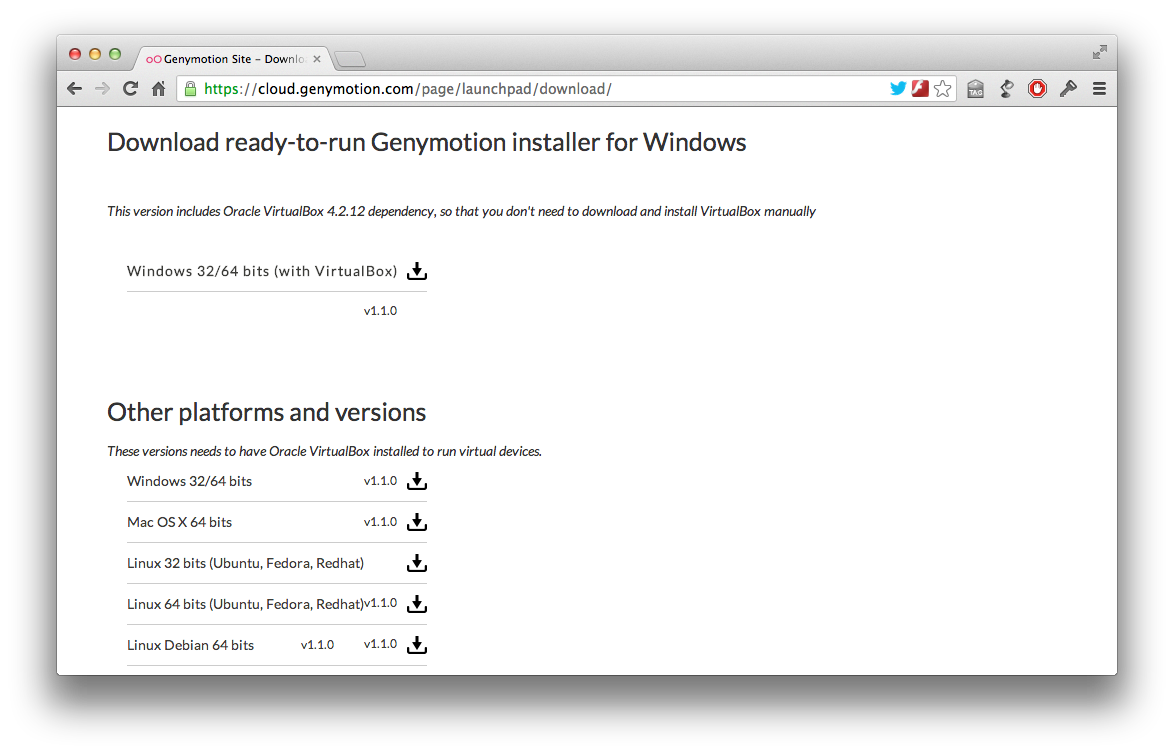 Genymotion Site – Downlo
https://cloud.genymotion.com/page/launchpad/download/
TAG
Download ready-to-run Genymotion installer for Windows
This version includes Oracle VirtualBox 4.2.12 dependency, so that you don't need to download and install VirtualBox manually
Windows 32/64 bits (with VirtualBox)
v1.1.0
Other platforms and versions
These versions needs to have Oracle VirtualBox installed to run virtual devices.
Windows 32/64 bits v1.1.0
Mac OS X 64 bits v1.1.0
Linux 32 bits (Ubuntu, Fedora, Redhat)
Linux 64 bits (Ubuntu, Fedora, Redhat)v1.1.0
Linux Debian 64 bits v1.1.0 v1.1.0